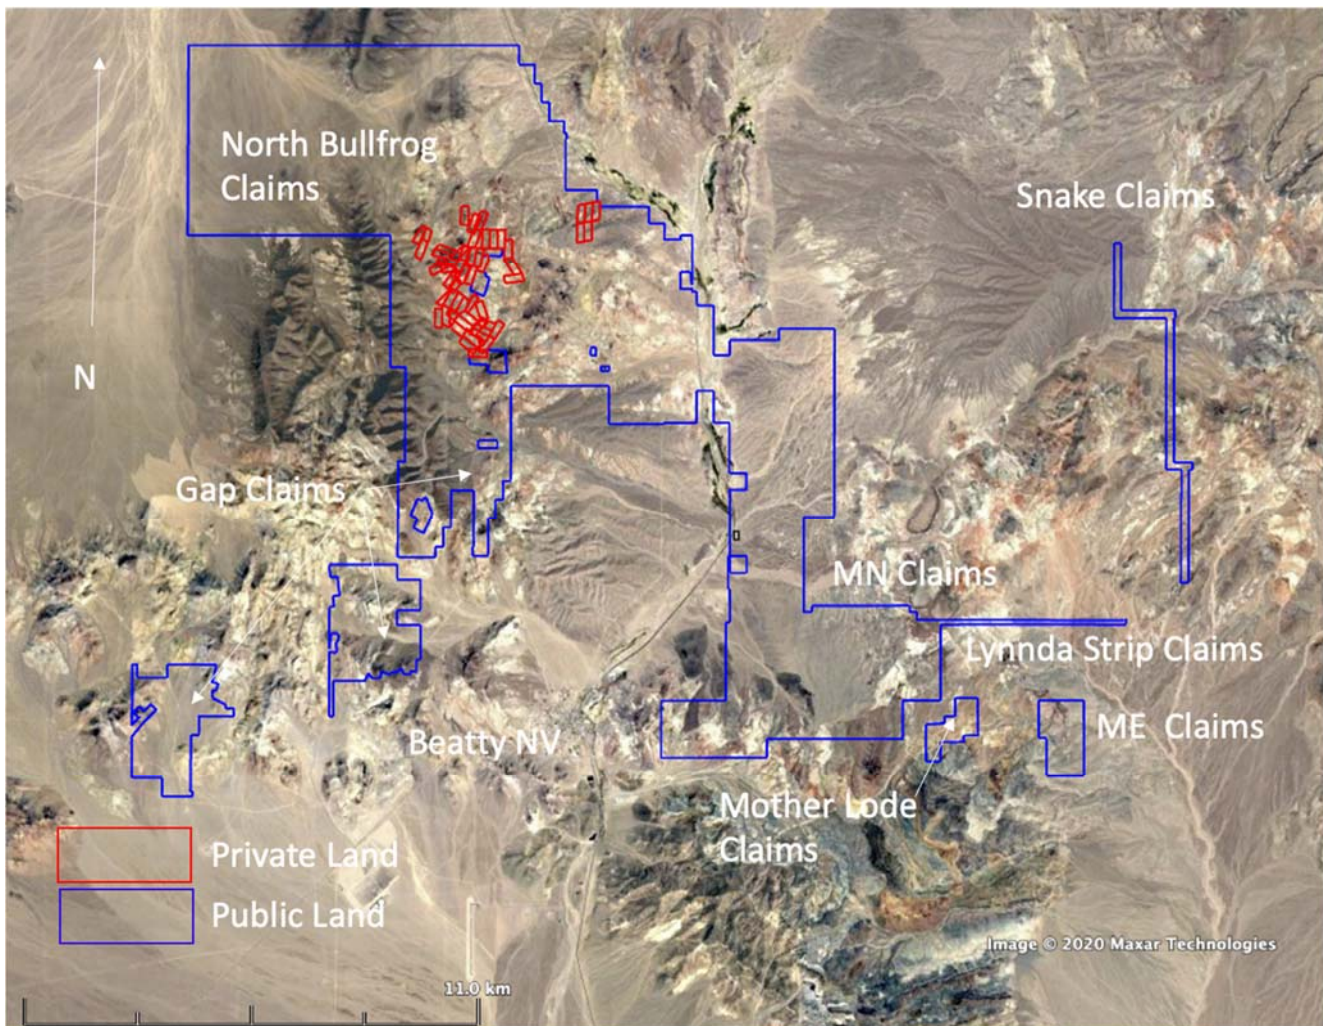 North Bullfrog
Claims
Snake Claims
N
Gap Claims
MN Claims
Lynnda Strip Claims
ME Claims
Beatty NV
Mother Lode
Claims
Private Land
Public Land
Image © 2020 Maxar Technologies
11.0 km